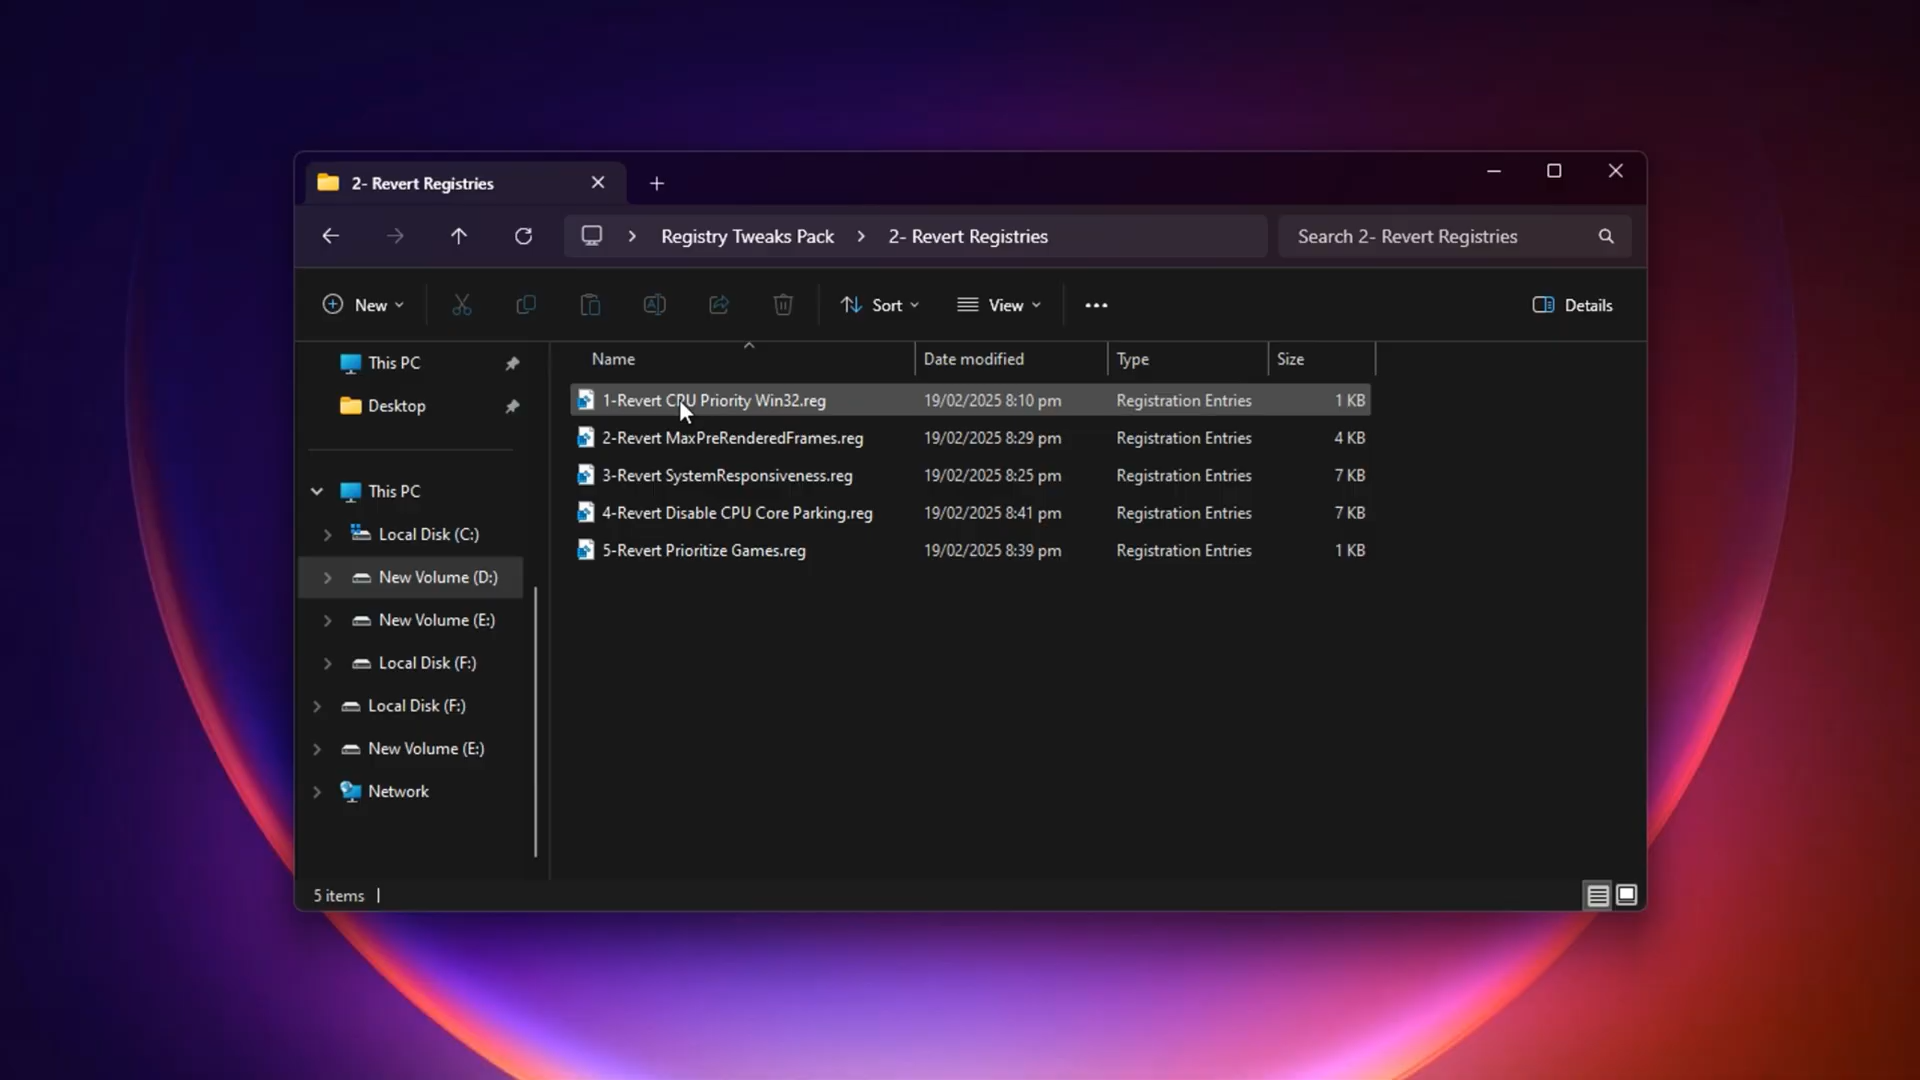 2- Revert Registries
Registry Tweaks Pack 2- Revert Registries
Search 2- Revert Registries
New Sort View Details
Name Date modified Type Size
1-Revert CPU Priority Win32.reg 19/02/2025 8:10 pm Registration Entries 1 KB
2-Revert MaxPreRenderedFrames.reg 19/02/2025 8:29 pm Registration Entries 4 KB
3-Revert SystemResponsiveness.reg 19/02/2025 8:25 pm Registration Entries 7 KB
4-Revert Disable CPU Core Parking.reg 19/02/2025 8:41 pm Registration Entries 7 KB
5-Revert Prioritize Games.reg 19/02/2025 8:39 pm Registration Entries 1 KB
This PC
Desktop
This PC
Local Disk (C:)
New Volume (D:)
New Volume (E:)
Local Disk (F:)
Local Disk (F:)
New Volume (E:)
Network
5 items